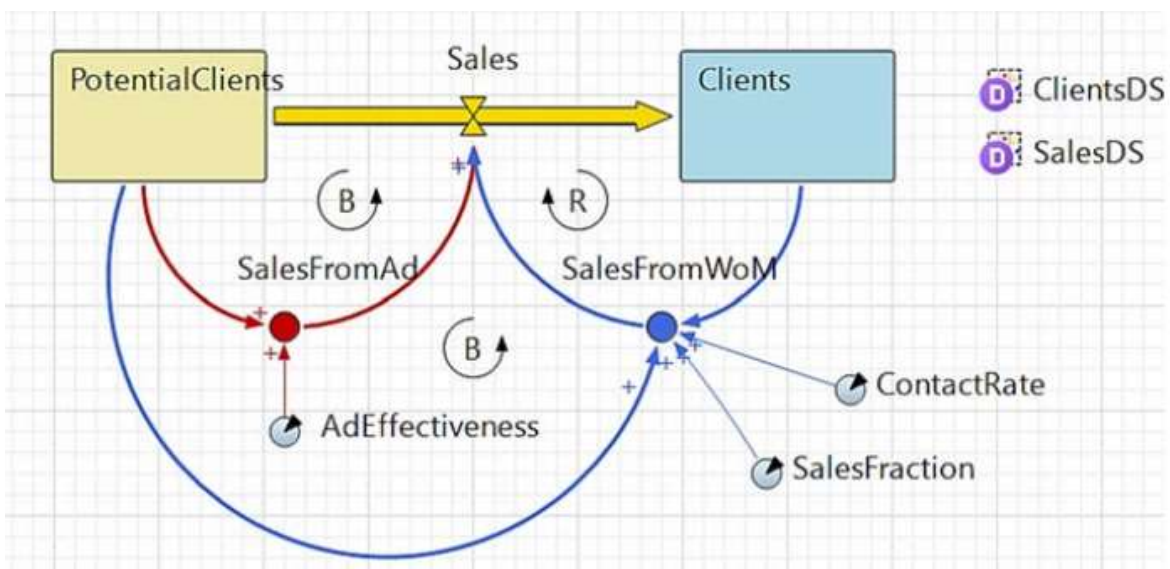 Sales
PotentialClients
Clients
D ClientsDS
D SalesDS
+
B
R
SalesFromAd
SalesFromWoM
+
+
B
+
+
+
+
ContactRate
AdEffectiveness
SalesFraction